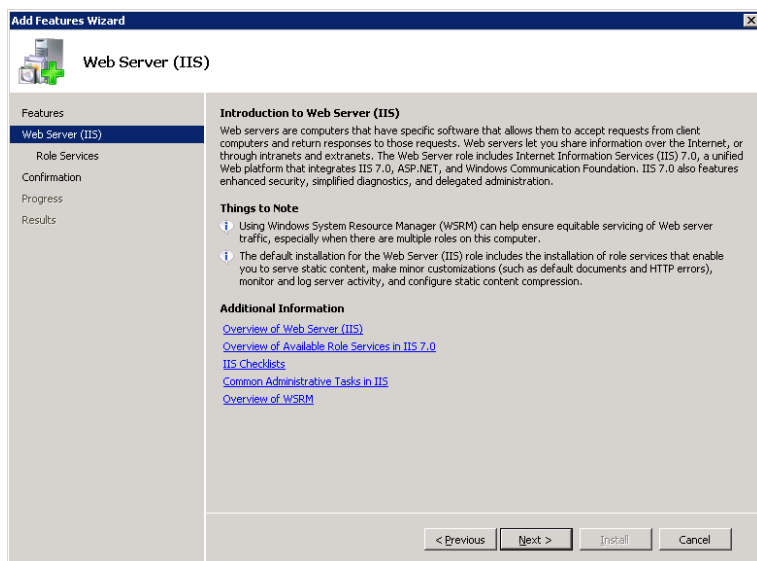 Add Features Wizard
Web Server (IIS)
Features
Web Server (IIS)
Role Services
Confirmation
Progress
Results
Introduction to Web Server (IIS)
Web servers are computers that have specific software that allows them to accept requests from client
computers and return responses to those requests. Web servers let you share information over the Internet, or
through intranets and extranets. The Web Server role includes Internet Information Services (IIS) 7.0, a unified
Web platform that integrates IIS 7.0, ASP.NET, and Windows Communication Foundation. IIS 7.0 also features
enhanced security, simplified diagnostics, and delegated administration.
Things to Note
Using Windows System Resource Manager (WSRM) can help ensure equitable servicing of Web server
traffic, especially when there are multiple roles on this computer.
The default installation for the Web Server (IIS) role includes the installation of role services that enable
you to serve static content, make minor customizations (such as default documents and HTTP errors),
monitor and log server activity, and configure static content compression.
Additional Information
Overview of Web Server (IIS)
Overview of Available Role Services in IIS 7.0
IIS Checklists
Common Administrative Tasks in IIS
Overview of WSRM
< Previous Next > Install Cancel